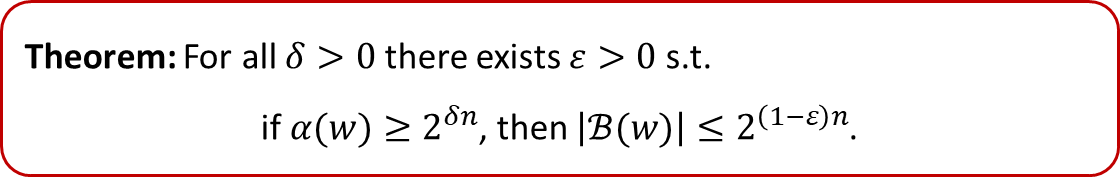 Theorem: For all δ > 0 there exists ε > 0 s.t.
if α(w) ≥ 2^{δn}, then |ℬ(w)| ≤ 2^{(1−ε)n}.